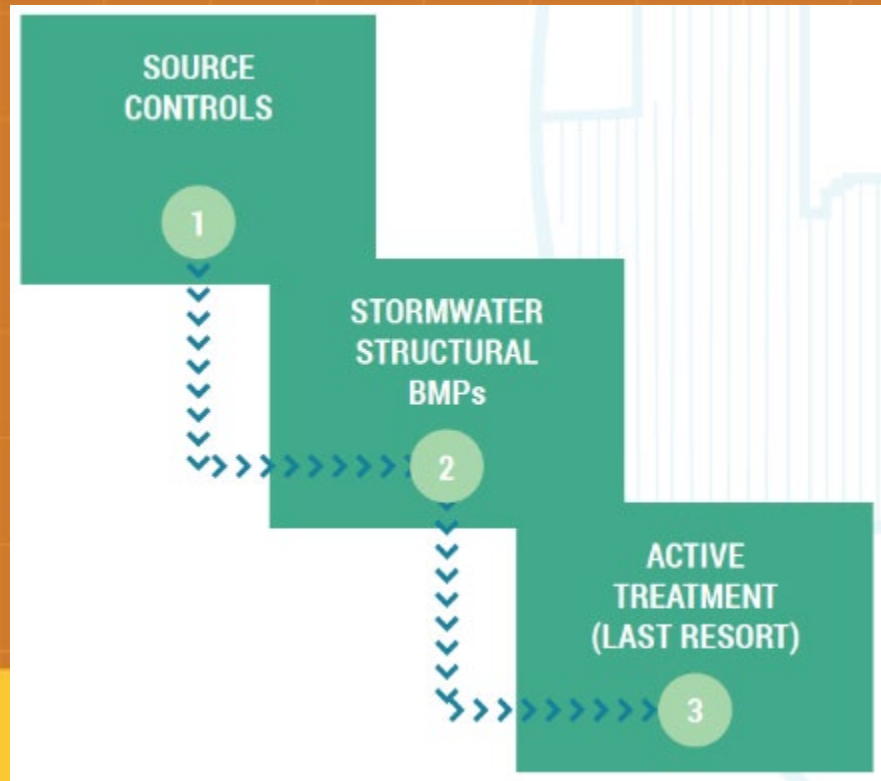 SOURCE
CONTROLS
1
STORMWATER
STRUCTURAL
BMPs
2
ACTIVE
TREATMENT
(LAST RESORT)
3